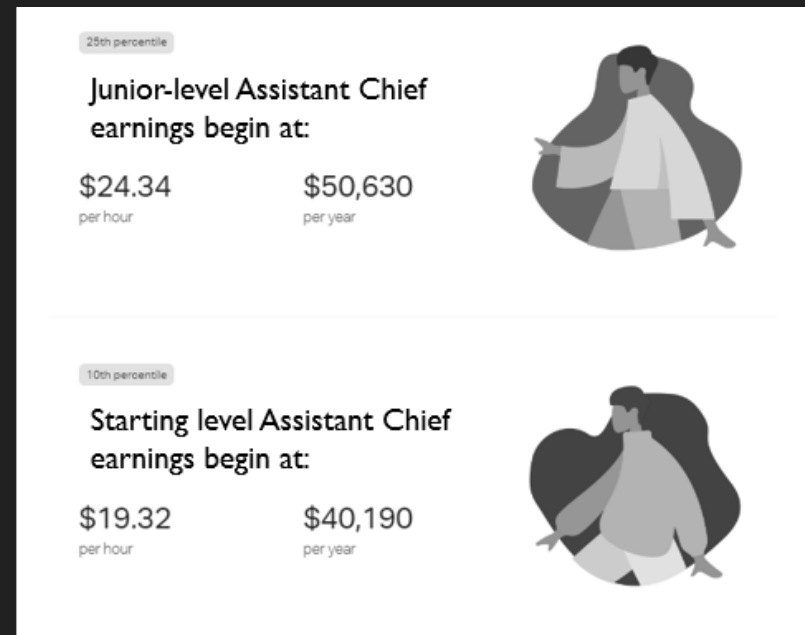 25th percentile
Junior-level Assistant Chief
earnings begin at:
$24.34 $50,630
per hour per year
10th percentile
Starting level Assistant Chief
earnings begin at:
$19.32 $40,190
per hour per year